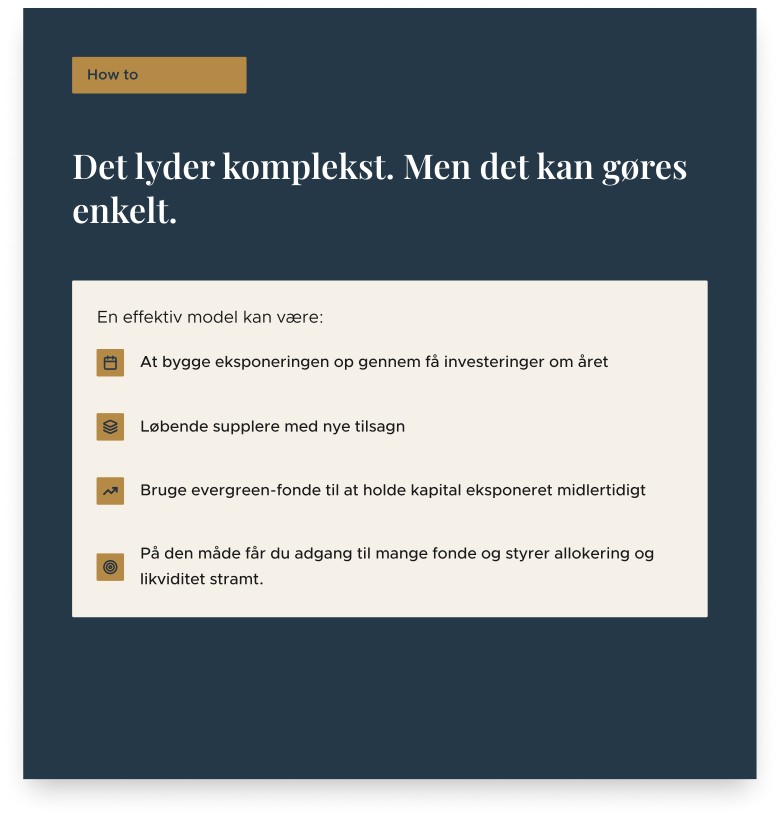 How to
Det lyder komplekst. Men det kan gøres
enkelt.
En effektiv model kan være:
At bygge eksponeringen op gennem få investeringer om året
Løbende supplere med nye tilsagn
Bruge evergreen-fonde til at holde kapital eksponeret midlertidigt
På den måde får du adgang til mange fonde og styrer allokering og
likviditet stramt.